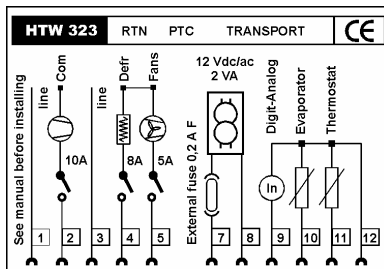 HTW 323 RTN PTC TRANSPORT CE
See manual before installing
line
Com
line
Defr
Fans
12 Vdc/ac
2 VA
Digit-Analog
Evaporator
Thermostat
10A
8A
5A
External fuse 0,2 A F
In
1 2 3 4 5 7 8 9 10 11 12